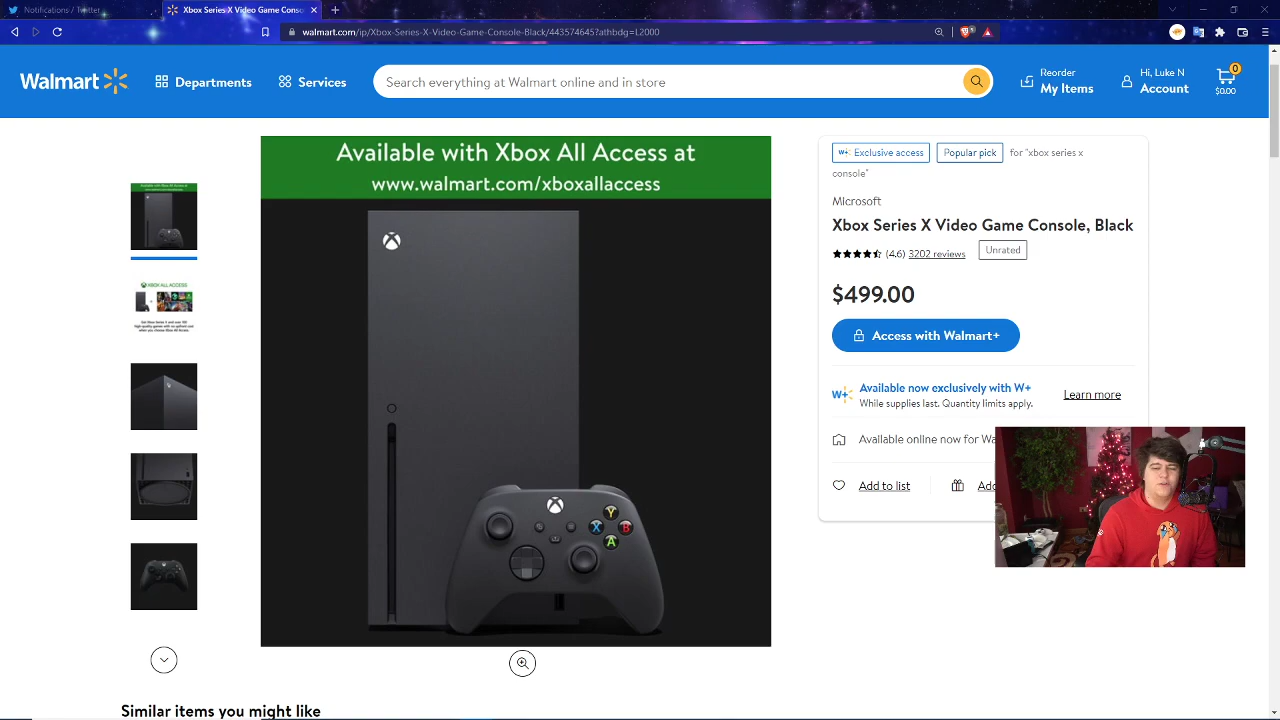 Notifications / Twitter
Xbox Series X Video Game Conso
walmart.com/ip/Xbox-Series-X-Video-Game-Console-Black/443574645?athbdg=L2000
Walmart
Departments
Services
Search everything at Walmart online and in store
Reorder
My Items
Hi, Luke N
Account
0
$0.00
Available with Xbox All Access at
www.walmart.com/xboxallaccess
XBOX ALL ACCESS
Y
X
B
A
W+ Exclusive access
Popular pick
for "xbox series x
console"
Microsoft
Xbox Series X Video Game Console, Black
(4.6) 3202 reviews
Unrated
$499.00
Access with Walmart+
W+
Available now exclusively with W+
While supplies last. Quantity limits apply.
Learn more
Available online now for Wa
Add to list
Add
Similar items you might like